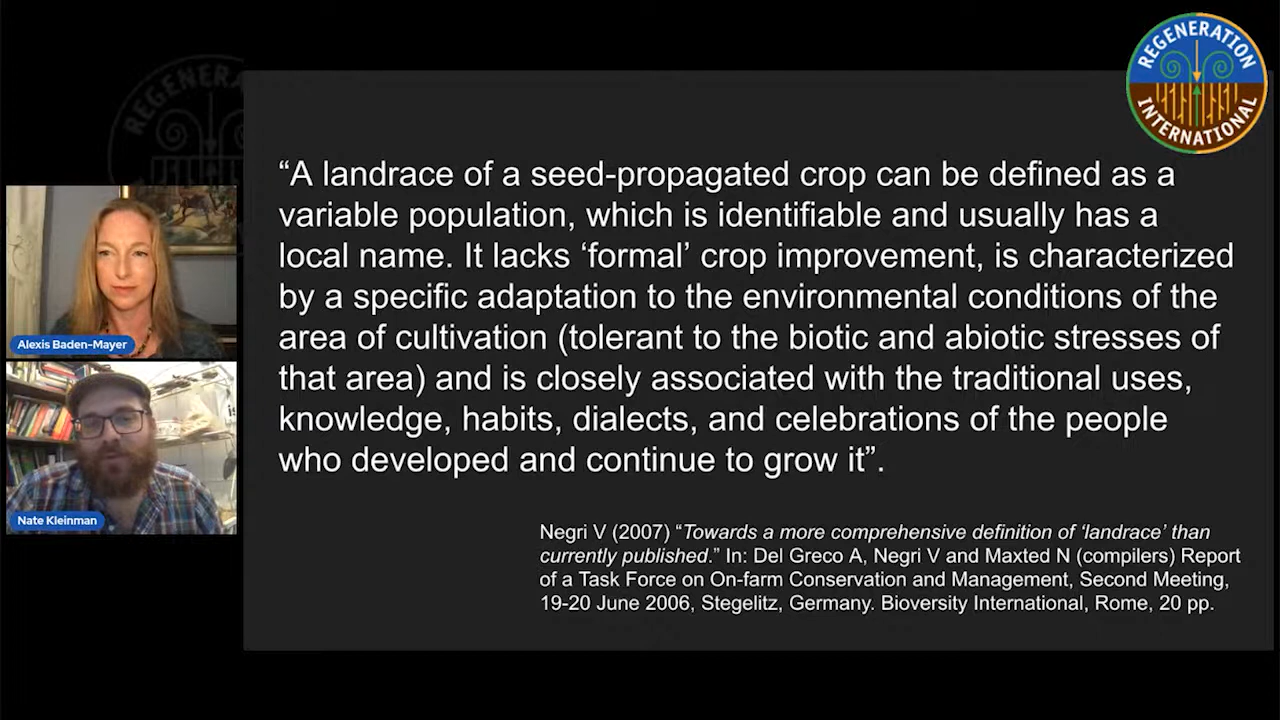 REGENERATION
INTERNATIONAL
REGENERA
“A landrace of a seed-propagated crop can be defined as a
variable population, which is identifiable and usually has a
local name. It lacks ‘formal’ crop improvement, is characterized
by a specific adaptation to the environmental conditions of the
area of cultivation (tolerant to the biotic and abiotic stresses of
that area) and is closely associated with the traditional uses,
knowledge, habits, dialects, and celebrations of the people
who developed and continue to grow it”.
Negri V (2007) “Towards a more comprehensive definition of ‘landrace’ than
currently published.” In: Del Greco A, Negri V and Maxted N (compilers) Report
of a Task Force on On-farm Conservation and Management, Second Meeting,
19-20 June 2006, Stegelitz, Germany. Bioversity International, Rome, 20 pp.
Alexis Baden-Mayer
Nate Kleinman